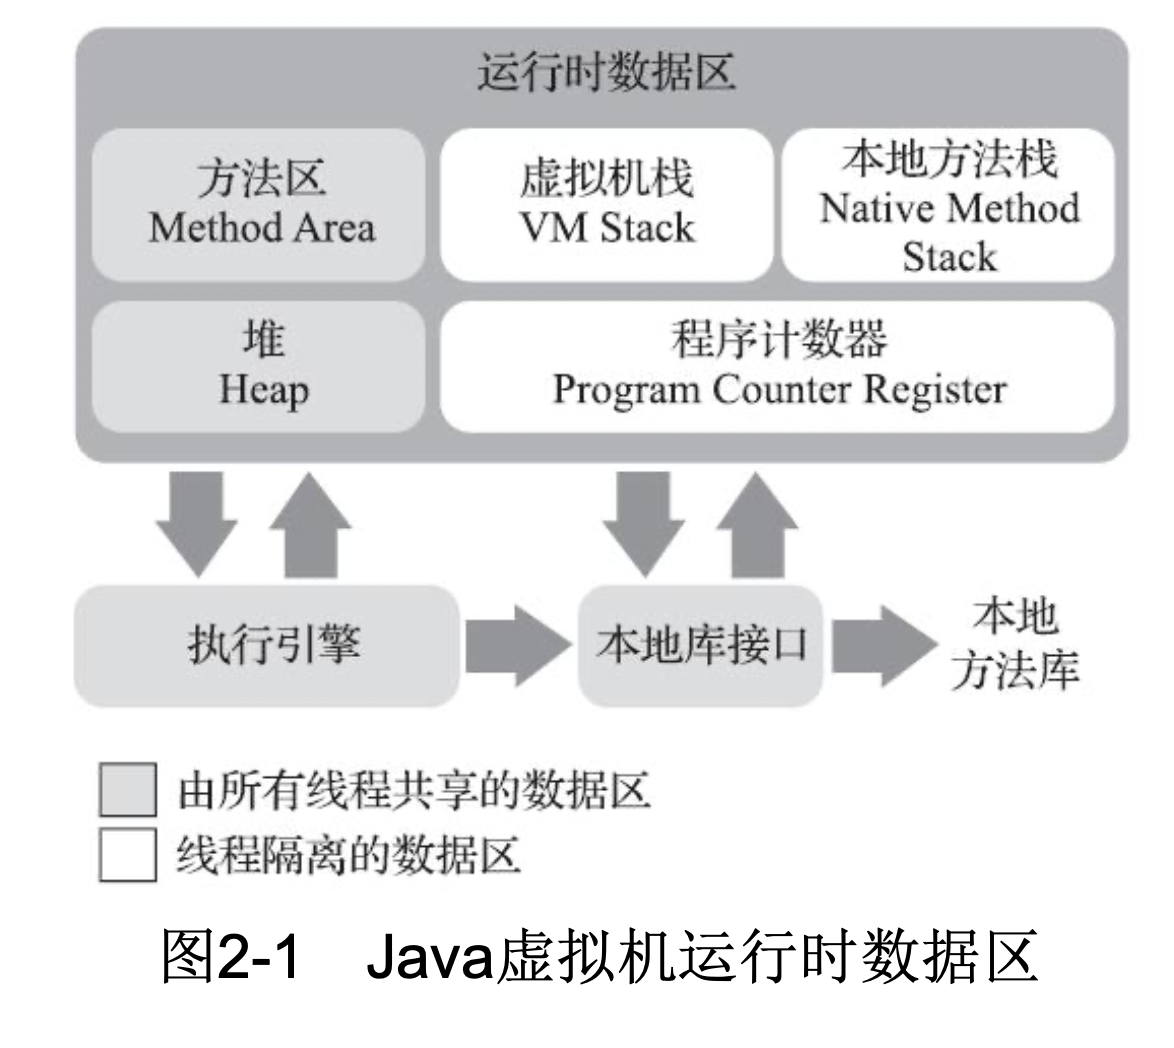 运行时数据区
方法区
Method Area
虚拟机栈
VM Stack
本地方法栈
Native Method
Stack
堆
Heap
程序计数器
Program Counter Register
执行引擎
本地库接口
本地
方法库
由所有线程共享的数据区
线程隔离的数据区
图2-1 Java虚拟机运行时数据区